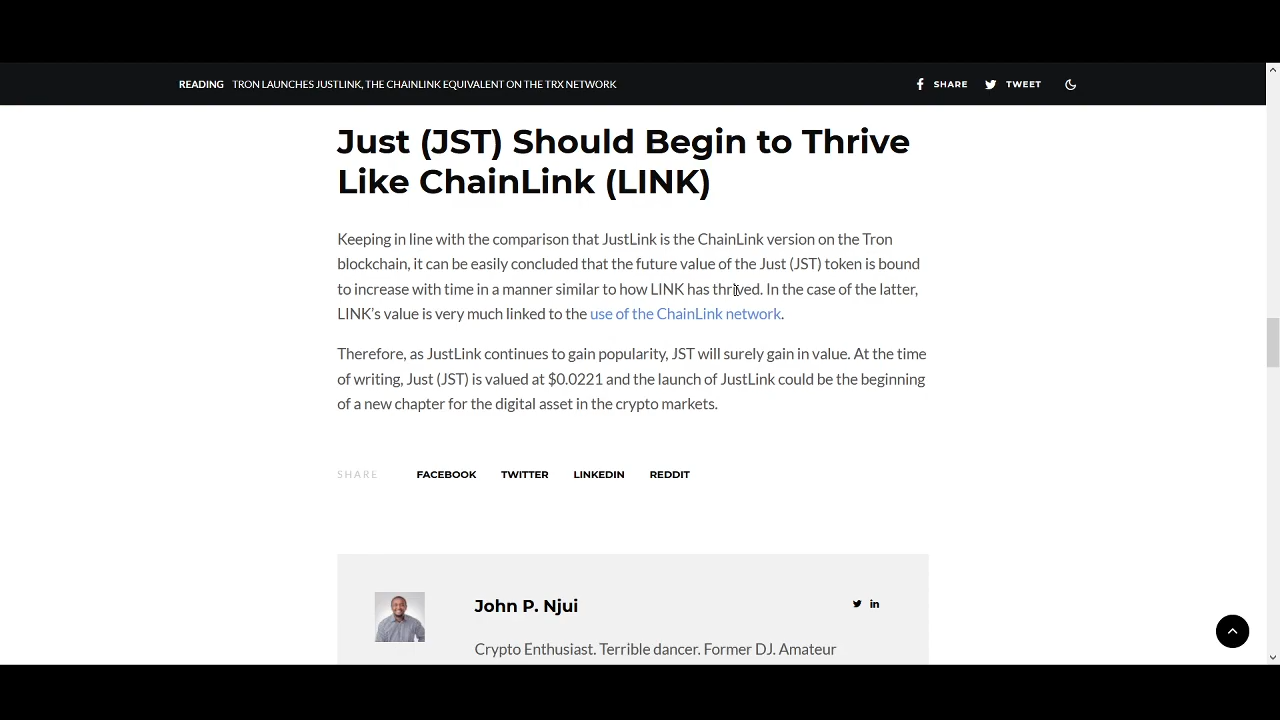 READING TRON LAUNCHES JUSTLINK, THE CHAINLINK EQUIVALENT ON THE TRX NETWORK SHARE TWEET
Just (JST) Should Begin to Thrive
Like ChainLink (LINK)
Keeping in line with the comparison that JustLink is the ChainLink version on the Tron
blockchain, it can be easily concluded that the future value of the Just (JST) token is bound
to increase with time in a manner similar to how LINK has thrived. In the case of the latter,
LINK's value is very much linked to the use of the ChainLink network.
Therefore, as JustLink continues to gain popularity, JST will surely gain in value. At the time
of writing, Just (JST) is valued at $0.0221 and the launch of JustLink could be the beginning
of a new chapter for the digital asset in the crypto markets.
SHARE FACEBOOK TWITTER LINKEDIN REDDIT
John P. Njui
Crypto Enthusiast. Terrible dancer. Former DJ. Amateur